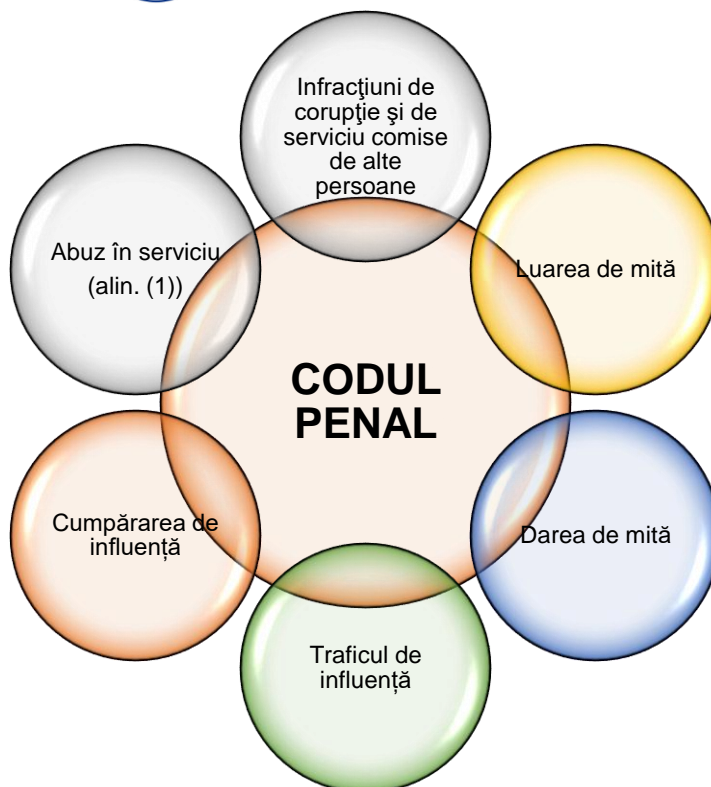 Infracţiuni de
corupţie şi de
serviciu comise
de alte
persoane
Abuz în serviciu
(alin. (1))
Luarea de mită
CODUL
PENAL
Cumpărarea de
influență
Darea de mită
Traficul de
influență